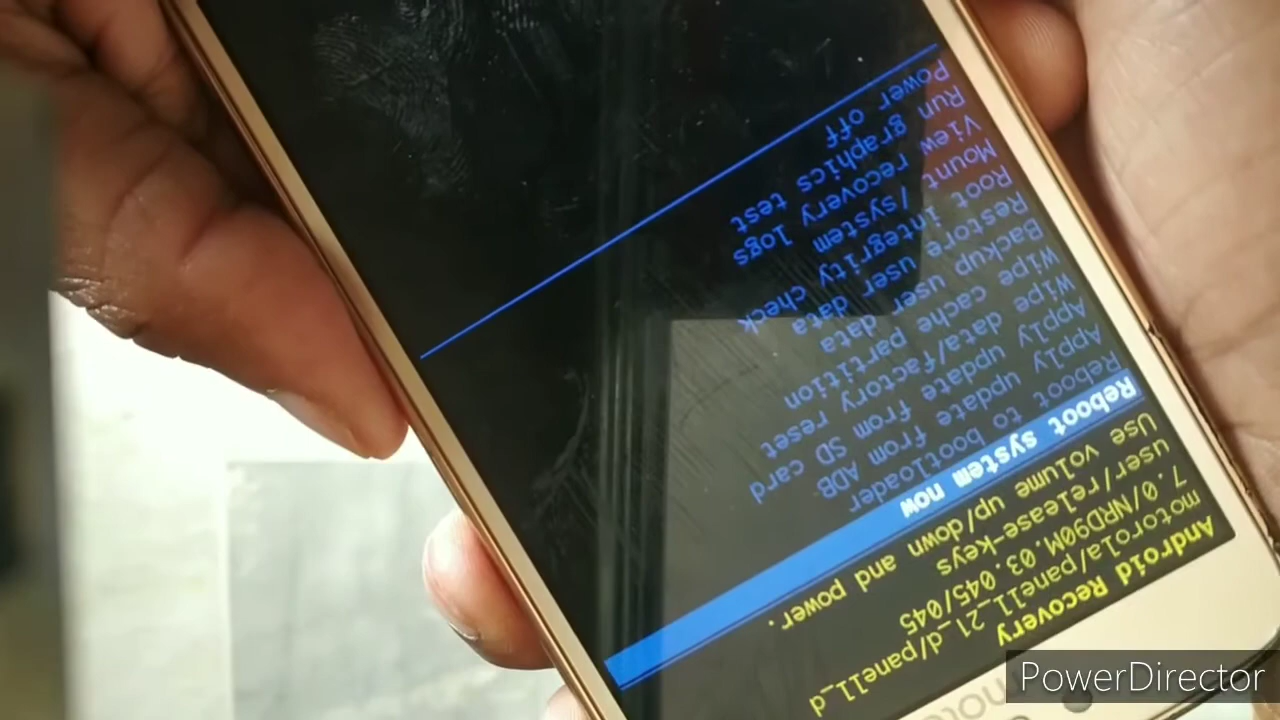 Android Recovery
motorola/panell_21_d/panell_d
7.0/NRD90M.03.045/045
user/release-keys
Use volume up/down and power.
Reboot system now
Reboot to bootloader
Apply update from ADB
Apply update from SD card
Wipe data/factory reset
Wipe cache partition
Backup user data
Restore user data
Root integrity check
Mount /system
View recovery logs
Run graphics test
Power off
moto
PowerDirector